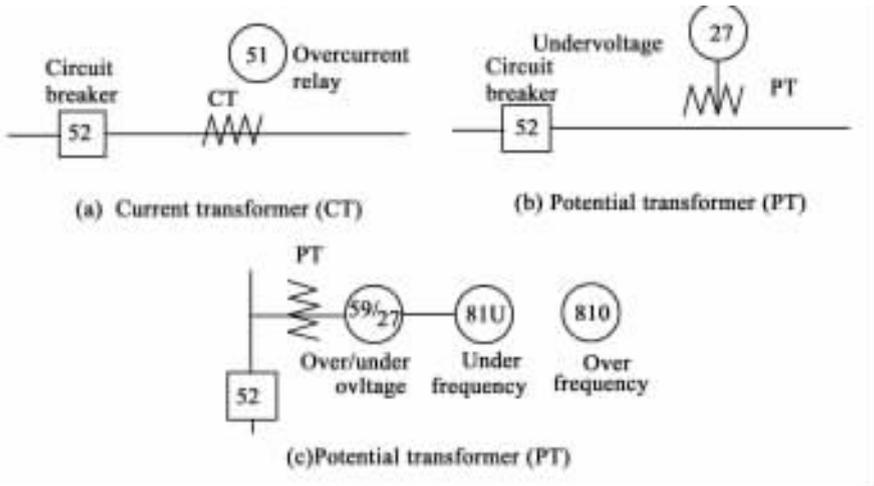 51
Overcurrent
relay
Circuit
breaker
CT
52
(a) Current transformer (CT)
27
Undervoltage
Circuit
breaker
PT
52
(b) Potential transformer (PT)
PT
59/27
81U
810
Over/under
ovltage
Under
frequency
Over
frequency
52
(c)Potential transformer (PT)